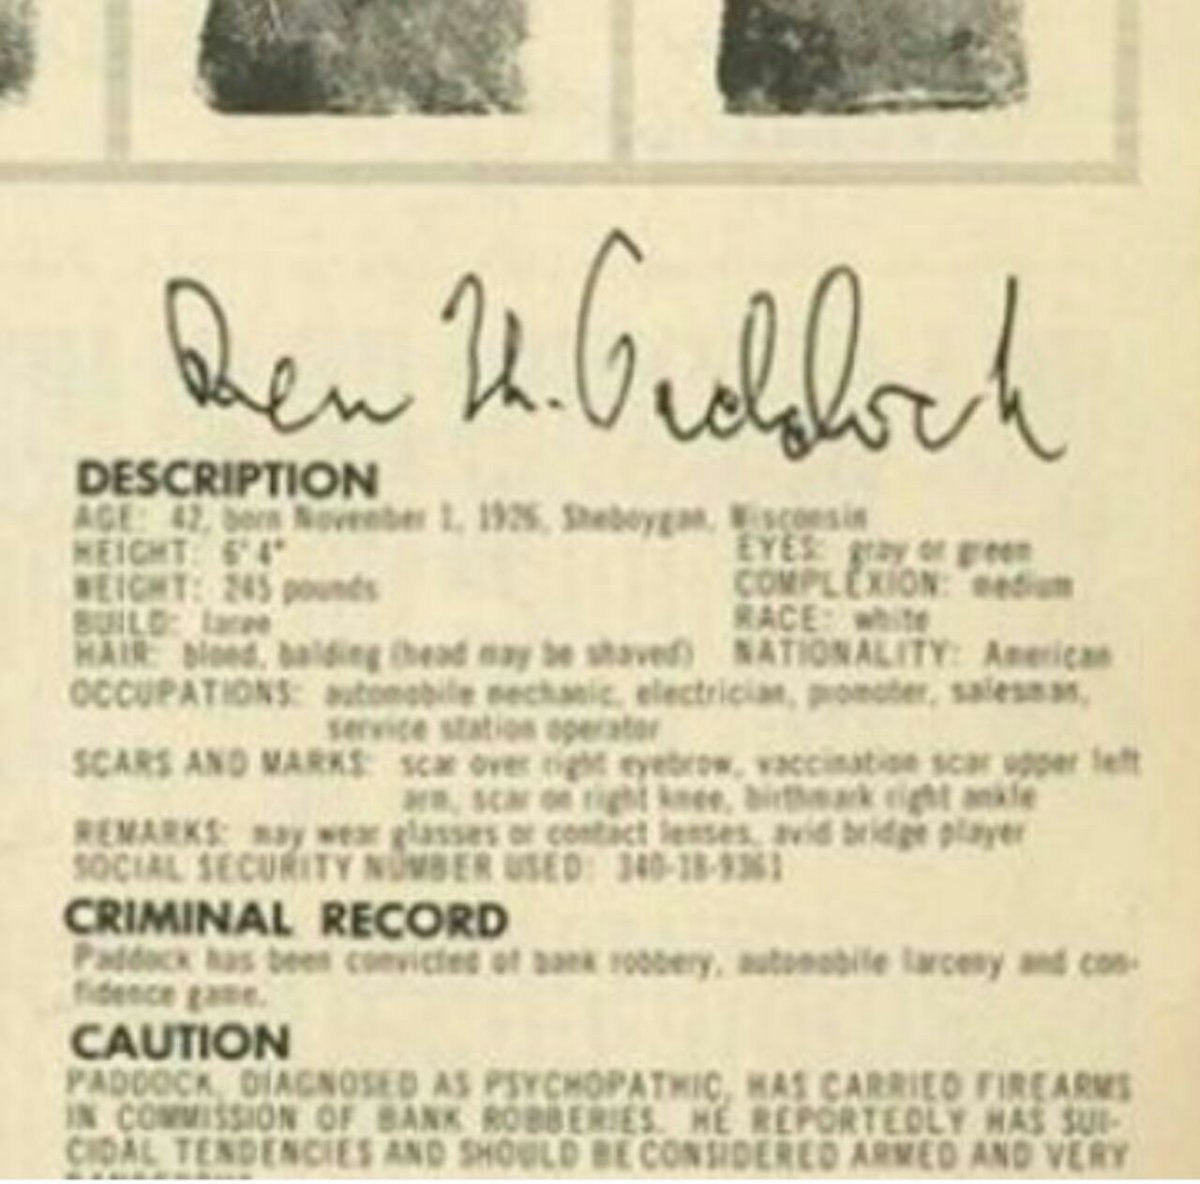 Ben H. Paddock
DESCRIPTION
AGE: 42, born November 1, 1926, Sheboygan, Wisconsin
HEIGHT: 6'4" EYES: gray or green
WEIGHT: 245 pounds COMPLEXION: medium
BUILD: large RACE: white
HAIR: blond, balding (head may be shaved) NATIONALITY: American
OCCUPATIONS: automobile mechanic, electrician, promoter, salesman,
service station operator
SCARS AND MARKS: scar over right eyebrow, vaccination scar upper left
arm, scar on right knee, birthmark right ankle
REMARKS: may wear glasses or contact lenses, avid bridge player
SOCIAL SECURITY NUMBER USED: 340-18-9361
CRIMINAL RECORD
Paddock has been convicted of bank robbery, automobile larceny and con-
fidence game.
CAUTION
PADDOCK, DIAGNOSED AS PSYCHOPATHIC, HAS CARRIED FIREARMS
IN COMMISSION OF BANK ROBBERIES. HE REPORTEDLY HAS SUI-
CIDAL TENDENCIES AND SHOULD BE CONSIDERED ARMED AND VERY